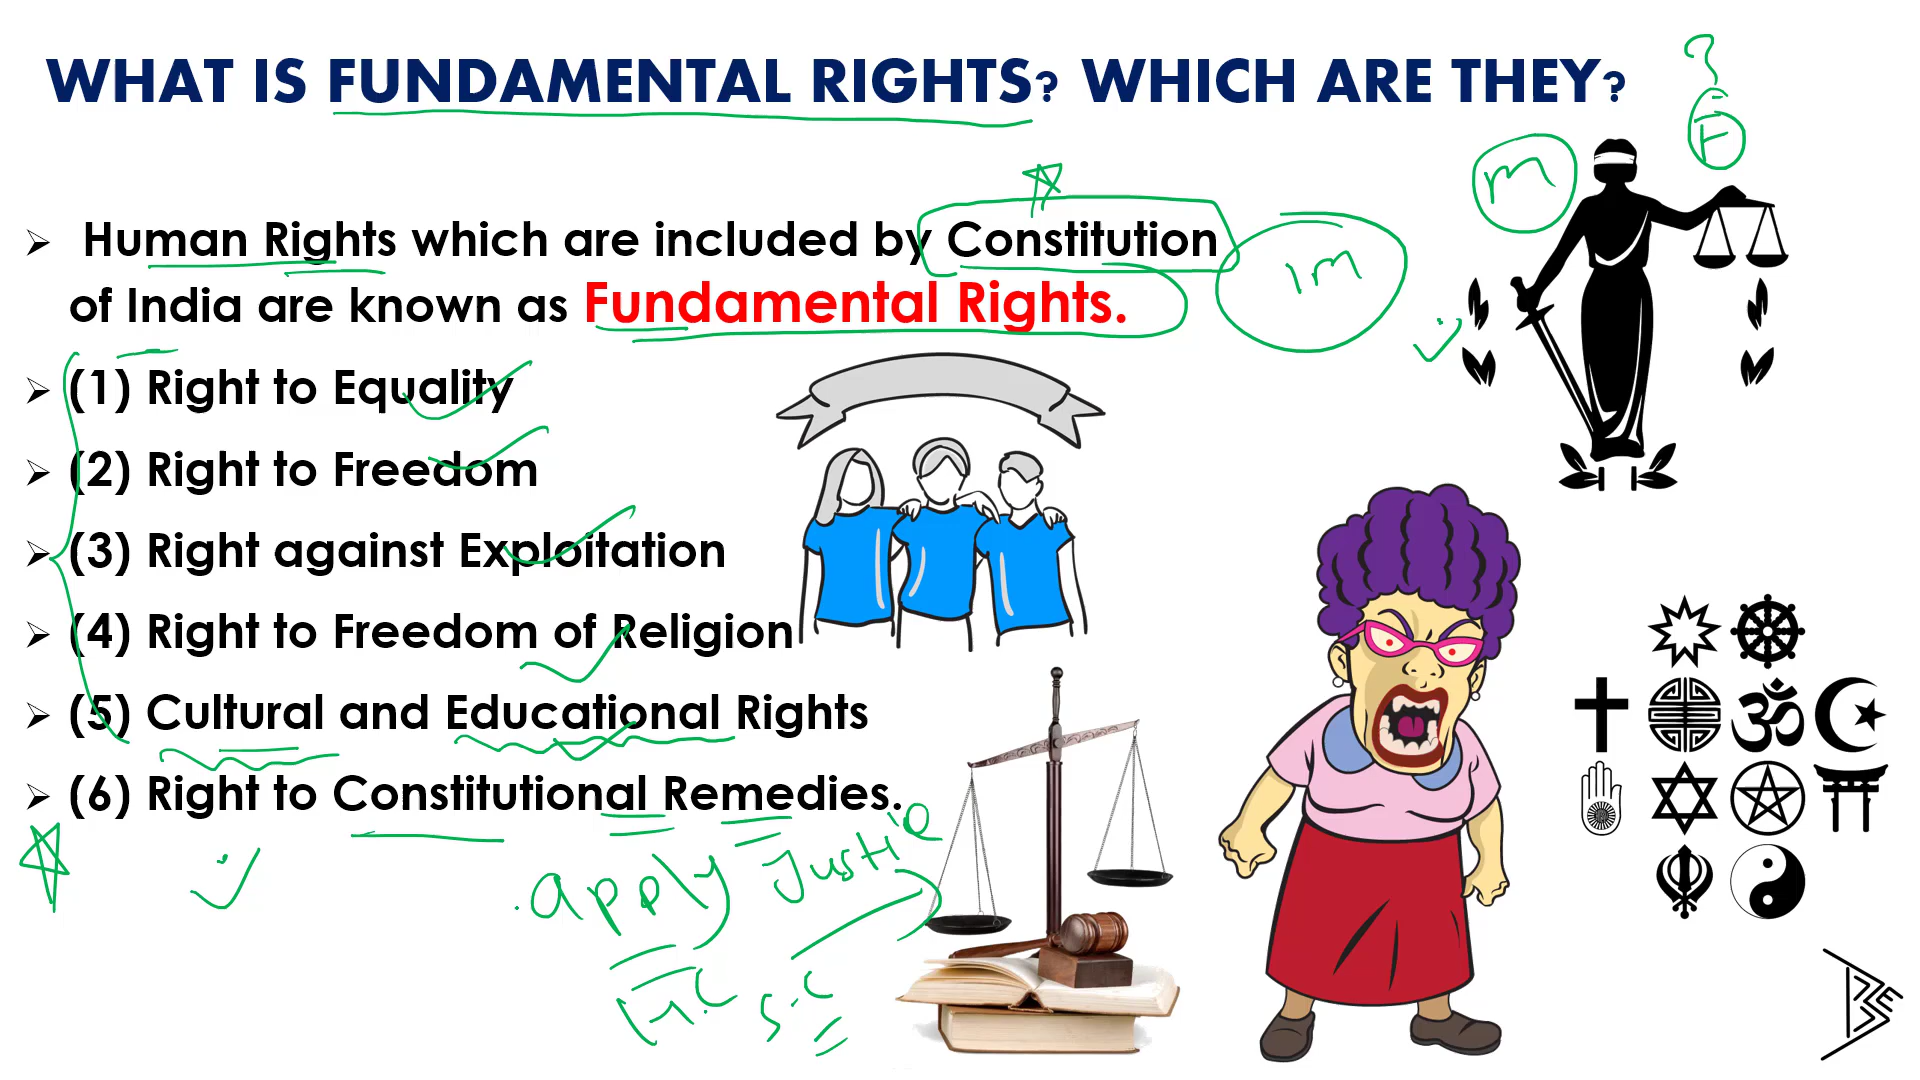 WHAT IS FUNDAMENTAL RIGHTS? WHICH ARE THEY?
?
F
m
➢ Human Rights which are included by Constitution
of India are known as Fundamental Rights.
1m
➢ (1) Right to Equality
➢ (2) Right to Freedom
➢ (3) Right against Exploitation
➢ (4) Right to Freedom of Religion
➢ (5) Cultural and Educational Rights
➢ (6) Right to Constitutional Remedies.
apply
H.C S.C